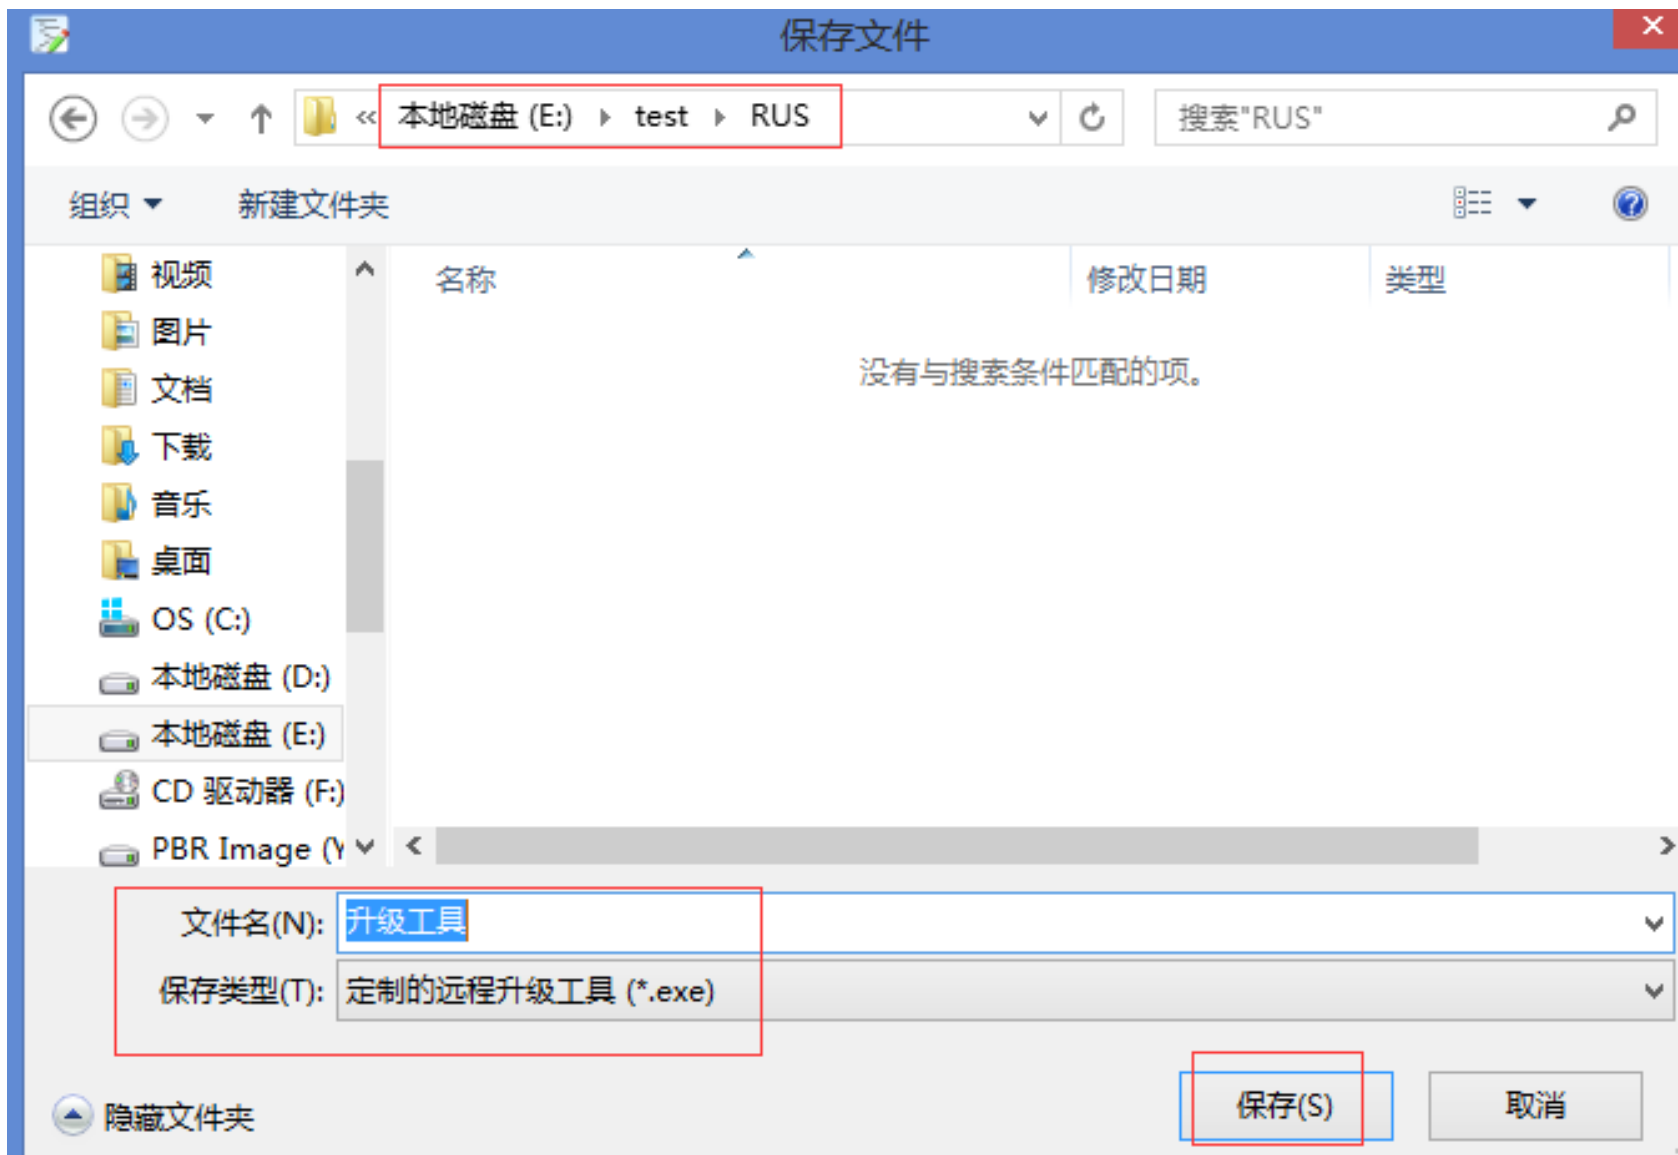 保存文件
« 本地磁盘 (E:) test RUS
搜索"RUS"
组织 新建文件夹
视频
图片
文档
下载
音乐
桌面
OS (C:)
本地磁盘 (D:)
本地磁盘 (E:)
CD 驱动器 (F:)
PBR Image (Y
名称 修改日期 类型
没有与搜索条件匹配的项。
文件名(N): 升级工具
保存类型(T): 定制的远程升级工具 (*.exe)
隐藏文件夹
保存(S) 取消